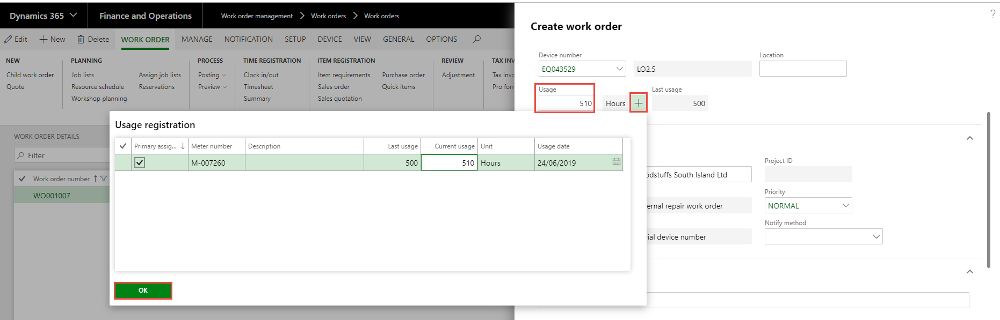 Dynamics 365
Finance and Operations
Work order management > Work orders > Work orders
Edit
New
Delete
WORK ORDER
MANAGE
NOTIFICATION
SETUP
DEVICE
VIEW
GENERAL
OPTIONS
NEW
Child work order
Quote
PLANNING
Job lists
Resource schedule
Workshop planning
Assign job lists
Reservations
PROCESS
Posting
Preview
TIME REGISTRATION
Clock in/out
Timesheet
Summary
ITEM REGISTRATION
Item requirements
Sales order
Sales quotation
Purchase order
Quick items
REVIEW
Adjustment
TAX INV
Tax Invo
Pro forn
WORK ORDER DETAILS
Filter
Work order number
WO001007
Usage registration
Primary assig... Meter number Description Last usage Current usage Unit Usage date
M-007260 500 510 Hours 24/06/2019
OK
?
Create work order
Device number
EQ043529
LO2.5
Location
Usage
510
Hours
Last usage
500
odstuffs South Island Ltd
Project ID
ernal repair work order
Priority
NORMAL
rial device number
Notify method